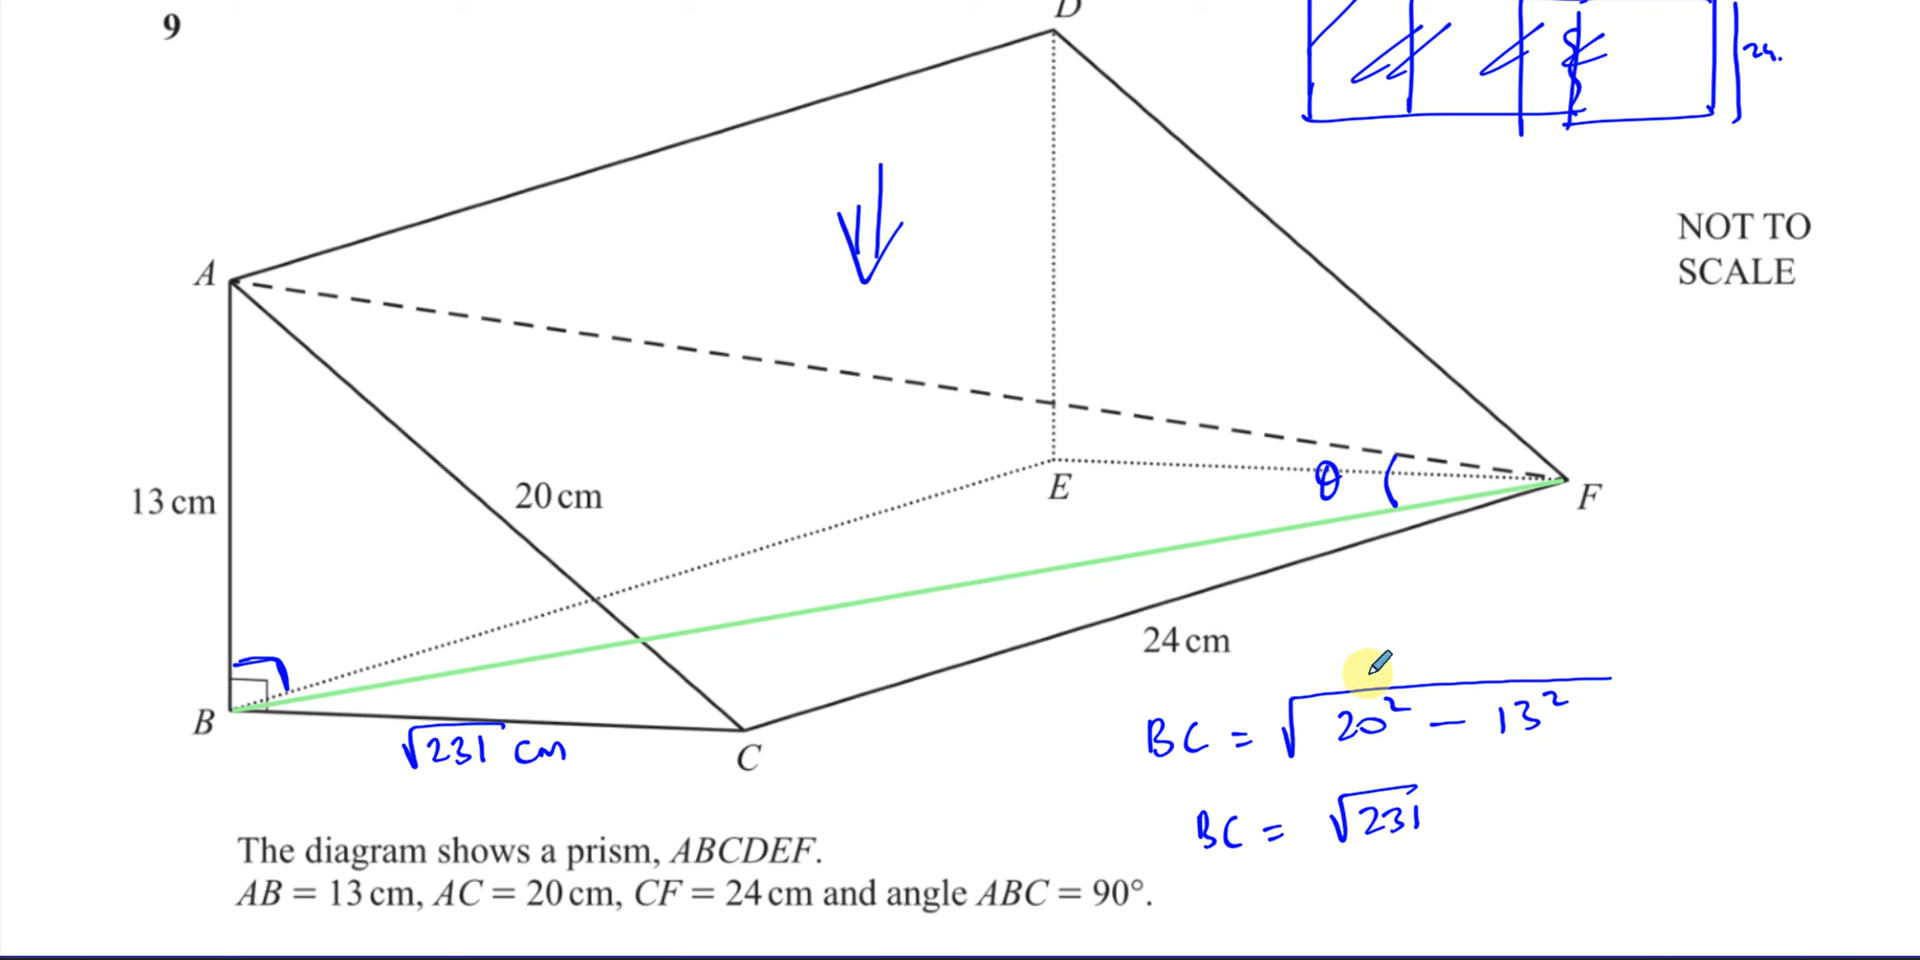 9
D
24.
NOT TO
SCALE
A
13 cm
20 cm
E
θ
F
24 cm
B
√231 cm
C
BC = √20² − 13²
BC = √231
The diagram shows a prism, ABCDEF.
AB = 13 cm, AC = 20 cm, CF = 24 cm and angle ABC = 90°.